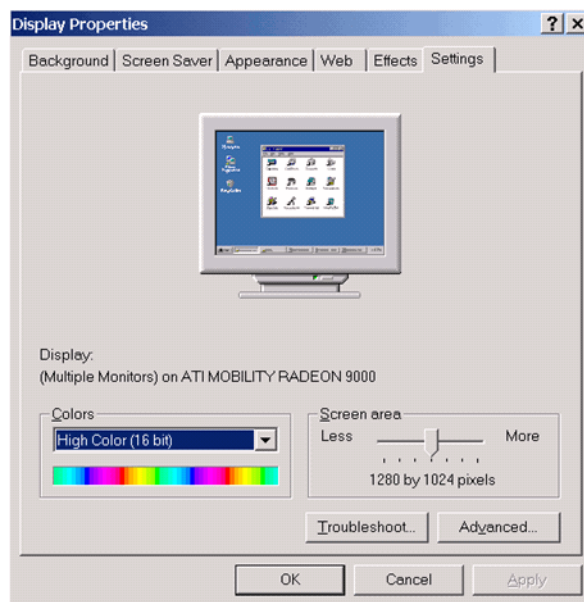 Display Properties
Background Screen Saver Appearance Web Effects Settings
Display:
(Multiple Monitors) on ATI MOBILITY RADEON 9000
Colors
High Color (16 bit)
Screen area
Less More
1280 by 1024 pixels
Troubleshoot... Advanced...
OK Cancel Apply